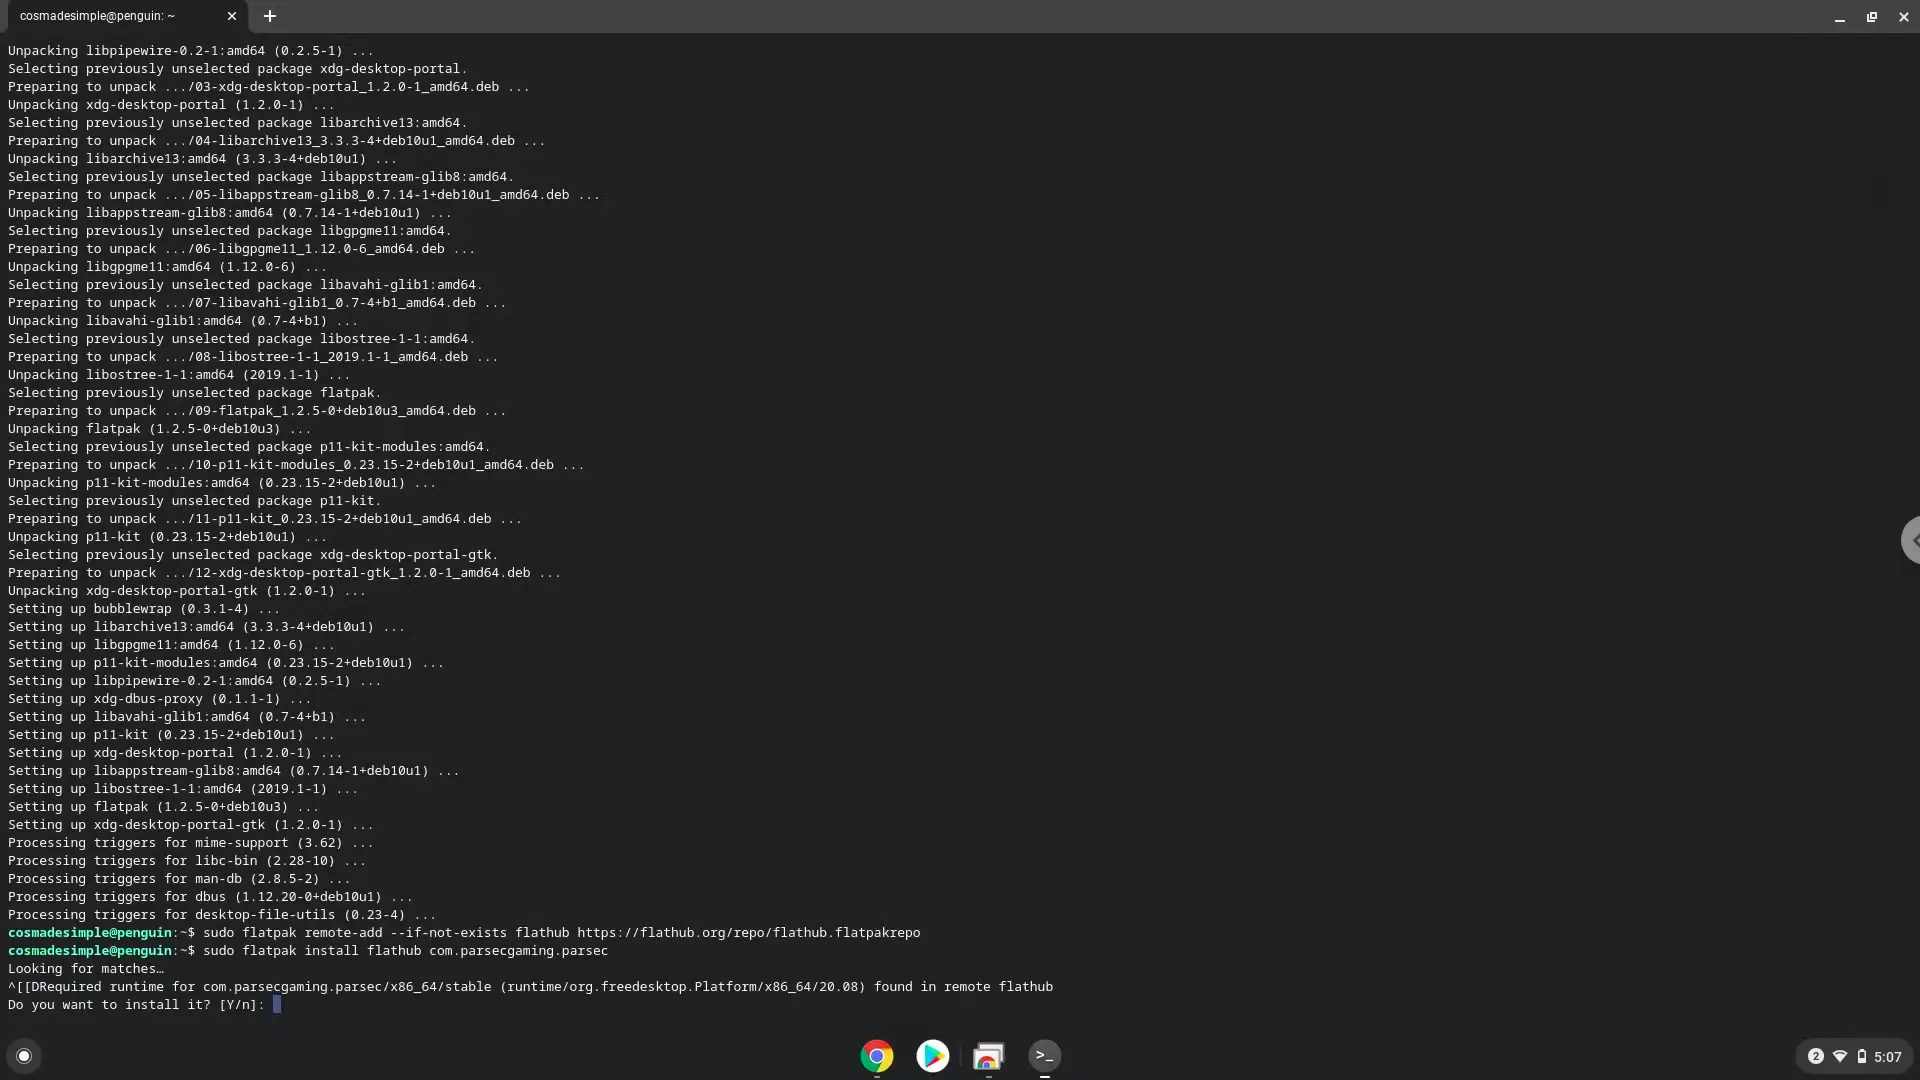 cosmadesimple@penguin: ~
Unpacking libpipewire-0.2-1:amd64 (0.2.5-1) ...
Selecting previously unselected package xdg-desktop-portal.
Preparing to unpack .../03-xdg-desktop-portal_1.2.0-1_amd64.deb ...
Unpacking xdg-desktop-portal (1.2.0-1) ...
Selecting previously unselected package libarchive13:amd64.
Preparing to unpack .../04-libarchive13_3.3.3-4+deb10u1_amd64.deb ...
Unpacking libarchive13:amd64 (3.3.3-4+deb10u1) ...
Selecting previously unselected package libappstream-glib8:amd64.
Preparing to unpack .../05-libappstream-glib8_0.7.14-1+deb10u1_amd64.deb ...
Unpacking libappstream-glib8:amd64 (0.7.14-1+deb10u1) ...
Selecting previously unselected package libgpgme11:amd64.
Preparing to unpack .../06-libgpgme11_1.12.0-6_amd64.deb ...
Unpacking libgpgme11:amd64 (1.12.0-6) ...
Selecting previously unselected package libavahi-glib1:amd64.
Preparing to unpack .../07-libavahi-glib1_0.7-4+b1_amd64.deb ...
Unpacking libavahi-glib1:amd64 (0.7-4+b1) ...
Selecting previously unselected package libostree-1-1:amd64.
Preparing to unpack .../08-libostree-1-1_2019.1-1_amd64.deb ...
Unpacking libostree-1-1:amd64 (2019.1-1) ...
Selecting previously unselected package flatpak.
Preparing to unpack .../09-flatpak_1.2.5-0+deb10u3_amd64.deb ...
Unpacking flatpak (1.2.5-0+deb10u3) ...
Selecting previously unselected package p11-kit-modules:amd64.
Preparing to unpack .../10-p11-kit-modules_0.23.15-2+deb10u1_amd64.deb ...
Unpacking p11-kit-modules:amd64 (0.23.15-2+deb10u1) ...
Selecting previously unselected package p11-kit.
Preparing to unpack .../11-p11-kit_0.23.15-2+deb10u1_amd64.deb ...
Unpacking p11-kit (0.23.15-2+deb10u1) ...
Selecting previously unselected package xdg-desktop-portal-gtk.
Preparing to unpack .../12-xdg-desktop-portal-gtk_1.2.0-1_amd64.deb ...
Unpacking xdg-desktop-portal-gtk (1.2.0-1) ...
Setting up bubblewrap (0.3.1-4) ...
Setting up libarchive13:amd64 (3.3.3-4+deb10u1) ...
Setting up libgpgme11:amd64 (1.12.0-6) ...
Setting up p11-kit-modules:amd64 (0.23.15-2+deb10u1) ...
Setting up libpipewire-0.2-1:amd64 (0.2.5-1) ...
Setting up xdg-dbus-proxy (0.1.1-1) ...
Setting up libavahi-glib1:amd64 (0.7-4+b1) ...
Setting up p11-kit (0.23.15-2+deb10u1) ...
Setting up xdg-desktop-portal (1.2.0-1) ...
Setting up libappstream-glib8:amd64 (0.7.14-1+deb10u1) ...
Setting up libostree-1-1:amd64 (2019.1-1) ...
Setting up flatpak (1.2.5-0+deb10u3) ...
Setting up xdg-desktop-portal-gtk (1.2.0-1) ...
Processing triggers for mime-support (3.62) ...
Processing triggers for libc-bin (2.28-10) ...
Processing triggers for man-db (2.8.5-2) ...
Processing triggers for dbus (1.12.20-0+deb10u1) ...
Processing triggers for desktop-file-utils (0.23-4) ...
cosmadesimple@penguin:~$ sudo flatpak remote-add --if-not-exists flathub https://flathub.org/repo/flathub.flatpakrepo
cosmadesimple@penguin:~$ sudo flatpak install flathub com.parsecgaming.parsec
Looking for matches…
^[[DRequired runtime for com.parsecgaming.parsec/x86_64/stable (runtime/org.freedesktop.Platform/x86_64/20.08) found in remote flathub
Do you want to install it? [Y/n]:
>_
2 5:07